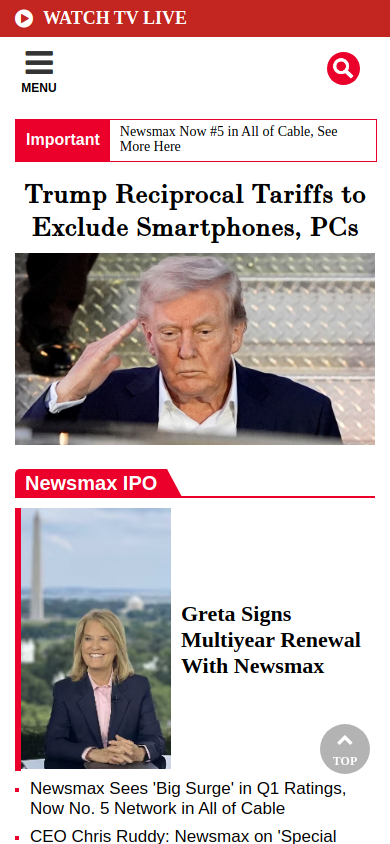 WATCH TV LIVE
MENU
Important
Newsmax Now #5 in All of Cable, See
More Here
Trump Reciprocal Tariffs to
Exclude Smartphones, PCs
Newsmax IPO
Greta Signs
Multiyear Renewal
With Newsmax
TOP
Newsmax Sees 'Big Surge' in Q1 Ratings,
Now No. 5 Network in All of Cable
CEO Chris Ruddy: Newsmax on 'Special